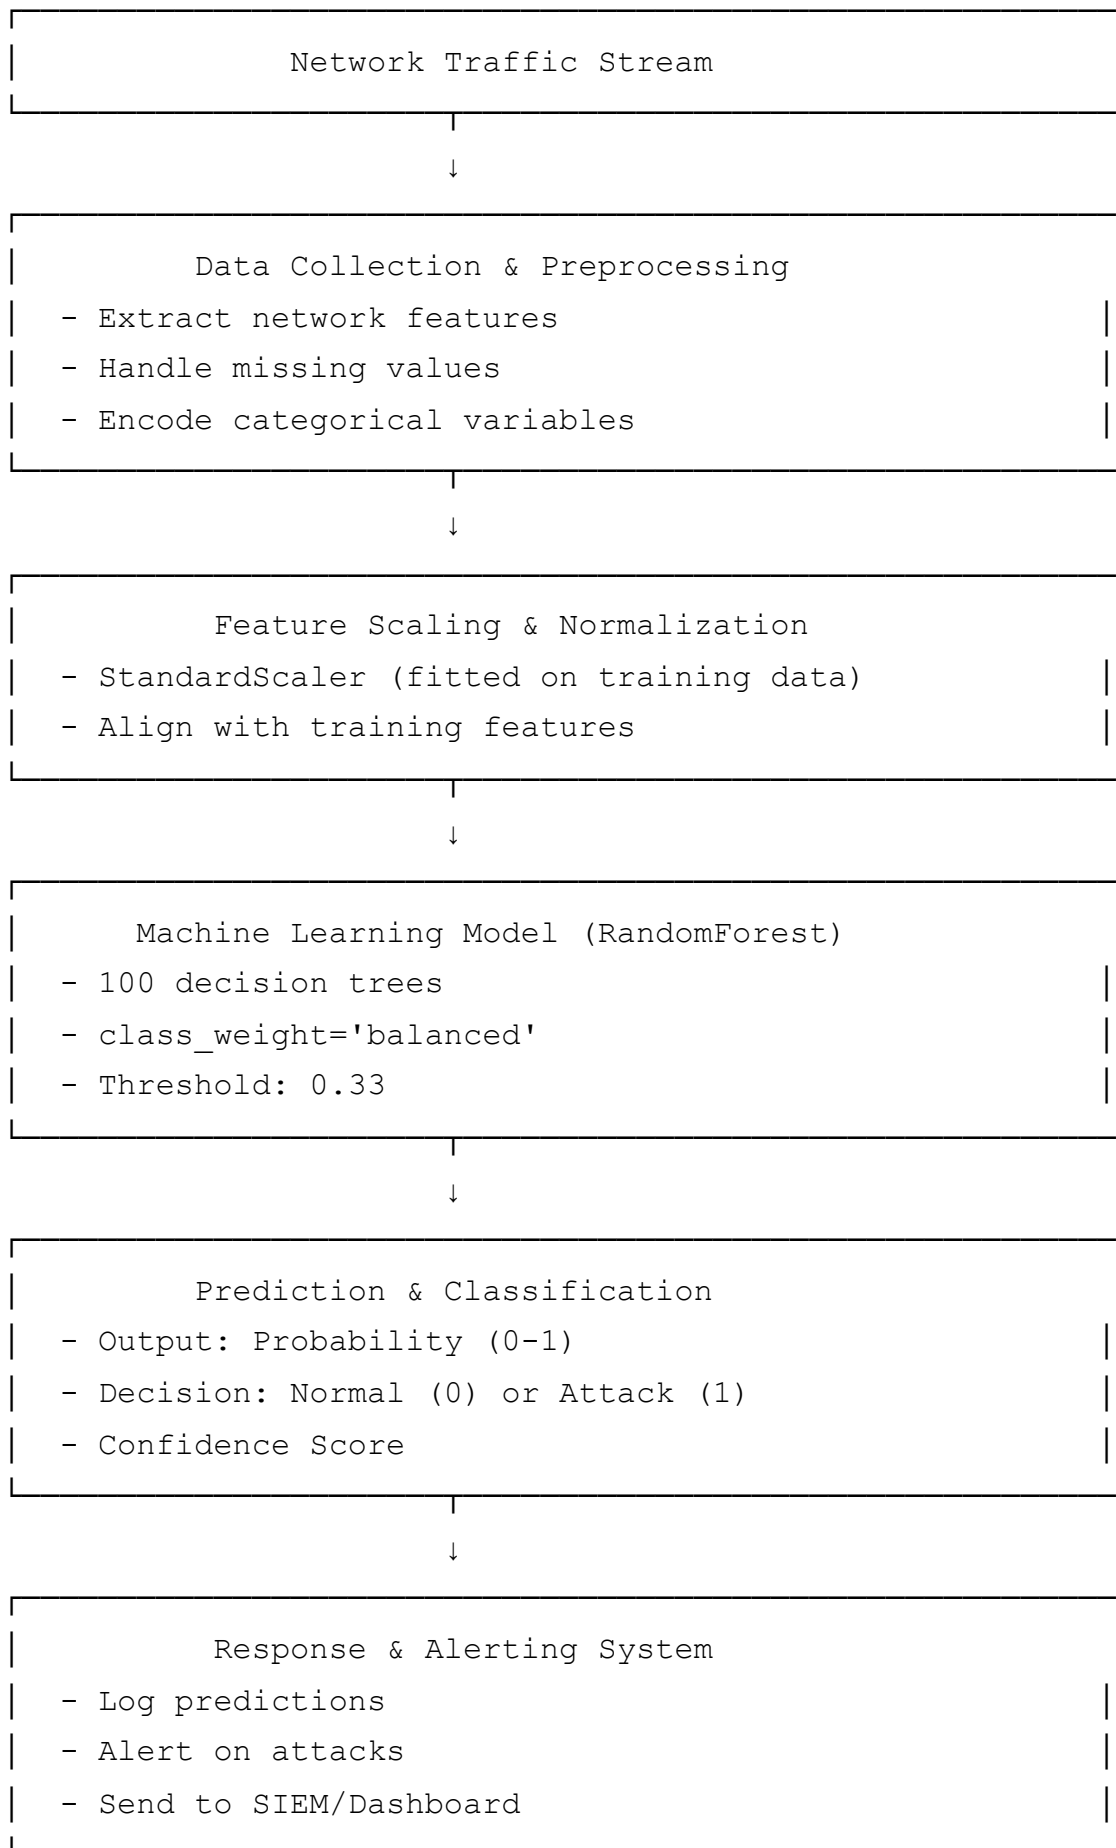 Network Traffic Stream
↓
Data Collection & Preprocessing
- Extract network features
- Handle missing values
- Encode categorical variables
↓
Feature Scaling & Normalization
- StandardScaler (fitted on training data)
- Align with training features
↓
Machine Learning Model (RandomForest)
- 100 decision trees
- class_weight='balanced'
- Threshold: 0.33
↓
Prediction & Classification
- Output: Probability (0-1)
- Decision: Normal (0) or Attack (1)
- Confidence Score
↓
Response & Alerting System
- Log predictions
- Alert on attacks
- Send to SIEM/Dashboard